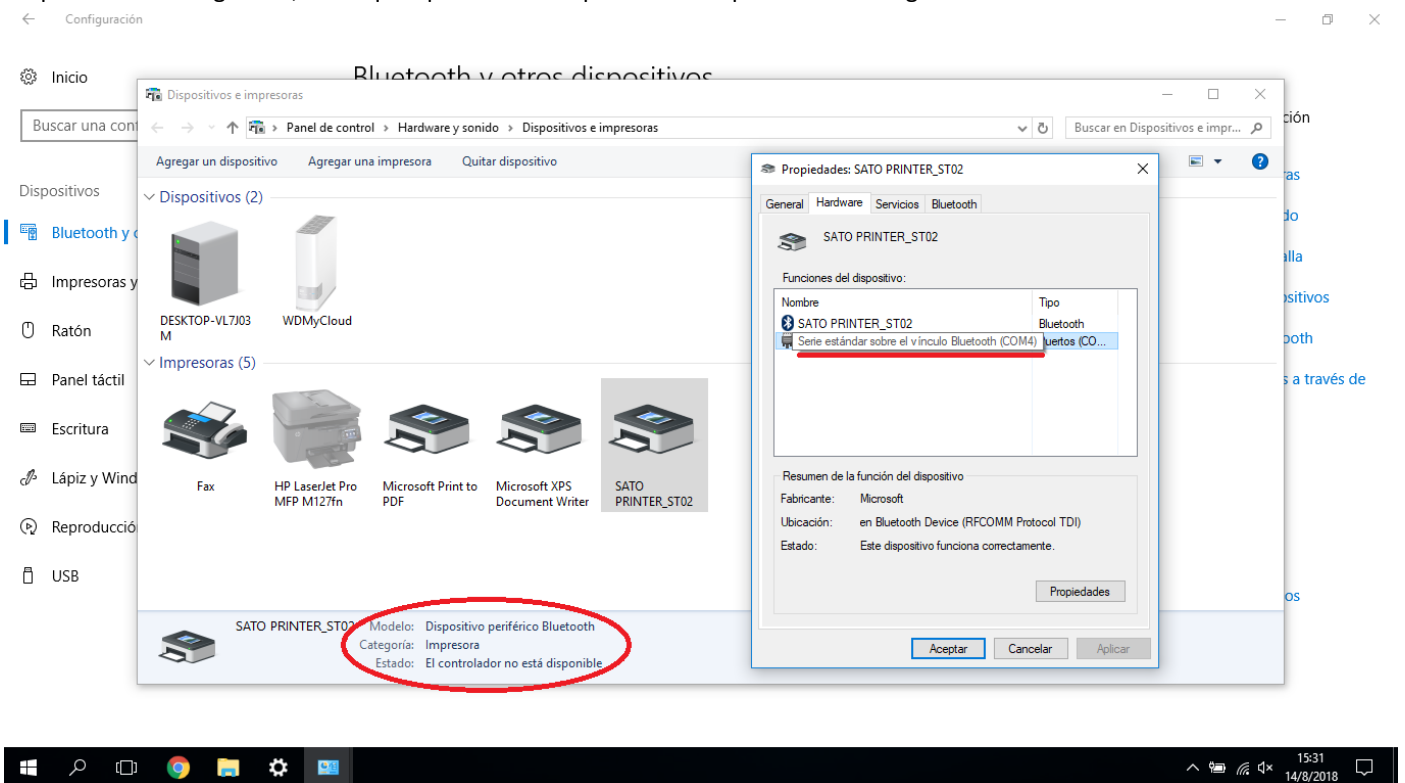 Configuración
Inicio
Bluetooth y otros dispositivos
Buscar una conf
Dispositivos
Bluetooth y o
Impresoras y
Ratón
Panel táctil
Escritura
Lápiz y Wind
Reproducció
USB
Dispositivos e impresoras
Panel de control > Hardware y sonido > Dispositivos e impresoras
Buscar en Dispositivos e impr...
Agregar un dispositivo Agregar una impresora Quitar dispositivo
Dispositivos (2)
DESKTOP-VL7J03
M
WDMyCloud
Impresoras (5)
Fax
HP LaserJet Pro
MFP M127fn
Microsoft Print to
PDF
Microsoft XPS
Document Writer
SATO
PRINTER_ST02
SATO PRINTER_ST02
Modelo: Dispositivo periférico Bluetooth
Categoría: Impresora
Estado: El controlador no está disponible
Propiedades: SATO PRINTER_ST02
General Hardware Servicios Bluetooth
SATO PRINTER_ST02
Funciones del dispositivo:
Nombre Tipo
SATO PRINTER_ST02 Bluetooth
Serie estándar sobre el vínculo Bluetooth (COM4) Puertos (CO...
Resumen de la función del dispositivo
Fabricante: Microsoft
Ubicación: en Bluetooth Device (RFCOMM Protocol TDI)
Estado: Este dispositivo funciona correctamente.
Propiedades
Aceptar Cancelar Aplicar
ción
ras
do
alla
ositivos
ooth
s a través de
os
15:31
14/8/2018